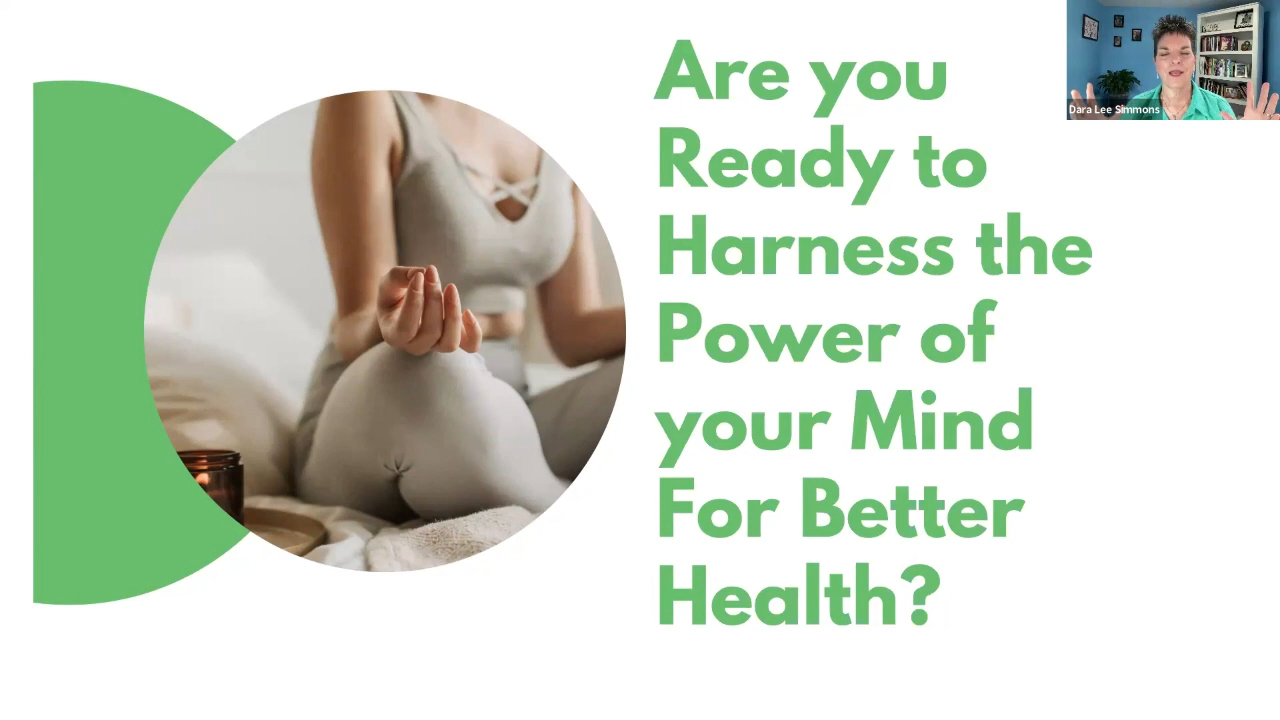 Are you
Ready to
Harness the
Power of
your Mind
For Better
Health?
Dara Lee Simmons